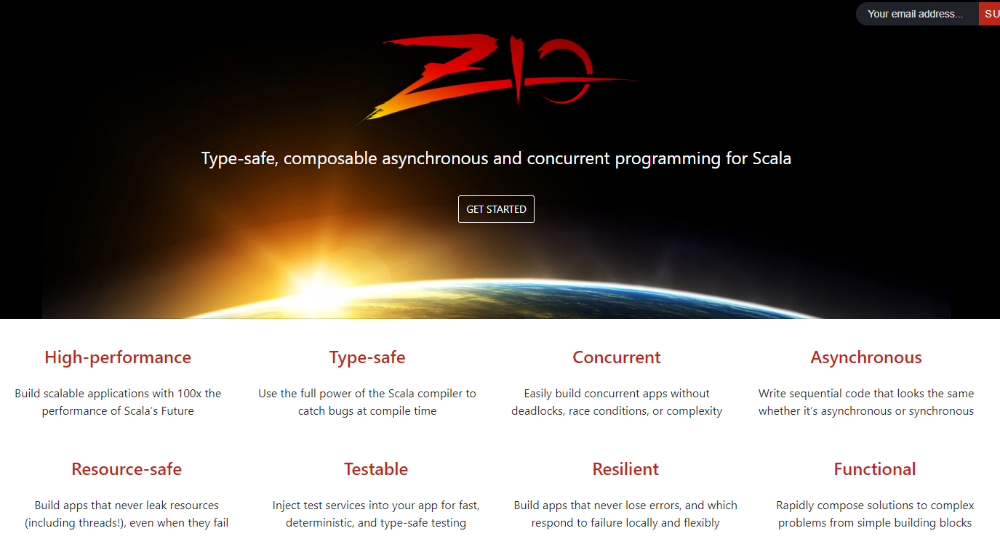 Your email address...
SU
ZIO
Type-safe, composable asynchronous and concurrent programming for Scala
GET STARTED
High-performance
Build scalable applications with 100x the
performance of Scala's Future
Type-safe
Use the full power of the Scala compiler to
catch bugs at compile time
Concurrent
Easily build concurrent apps without
deadlocks, race conditions, or complexity
Asynchronous
Write sequential code that looks the same
whether it's asynchronous or synchronous
Resource-safe
Build apps that never leak resources
(including threads!), even when they fail
Testable
Inject test services into your app for fast,
deterministic, and type-safe testing
Resilient
Build apps that never lose errors, and which
respond to failure locally and flexibly
Functional
Rapidly compose solutions to complex
problems from simple building blocks